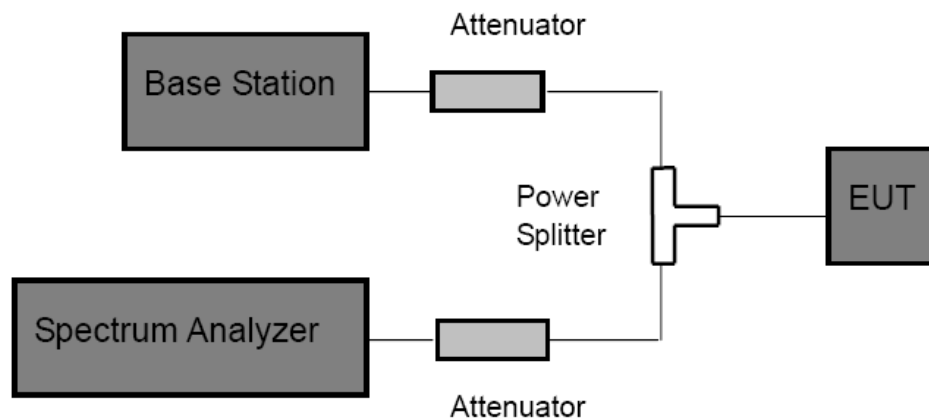 Attenuator
Base Station
Power
Splitter
EUT
Spectrum Analyzer
Attenuator